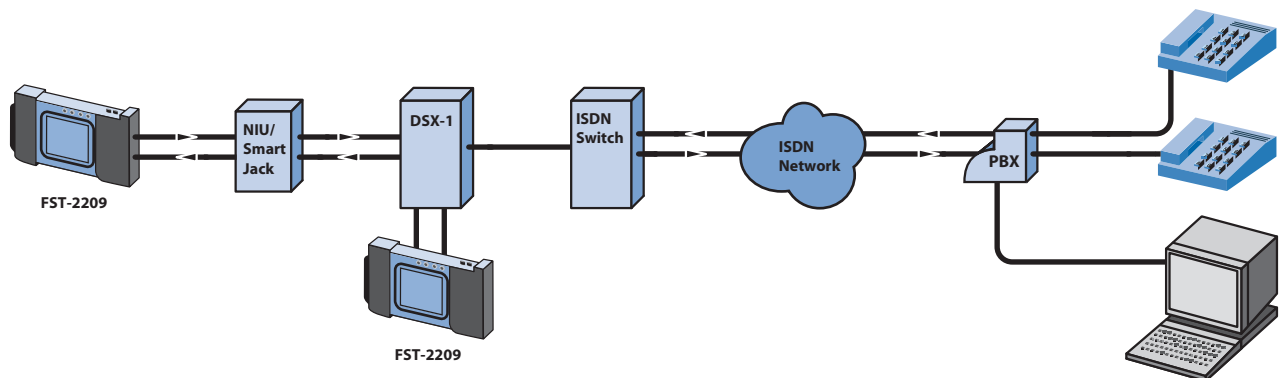 FST-2209
NIU/
Smart
Jack
DSX-1
FST-2209
ISDN
Switch
ISDN
Network
PBX